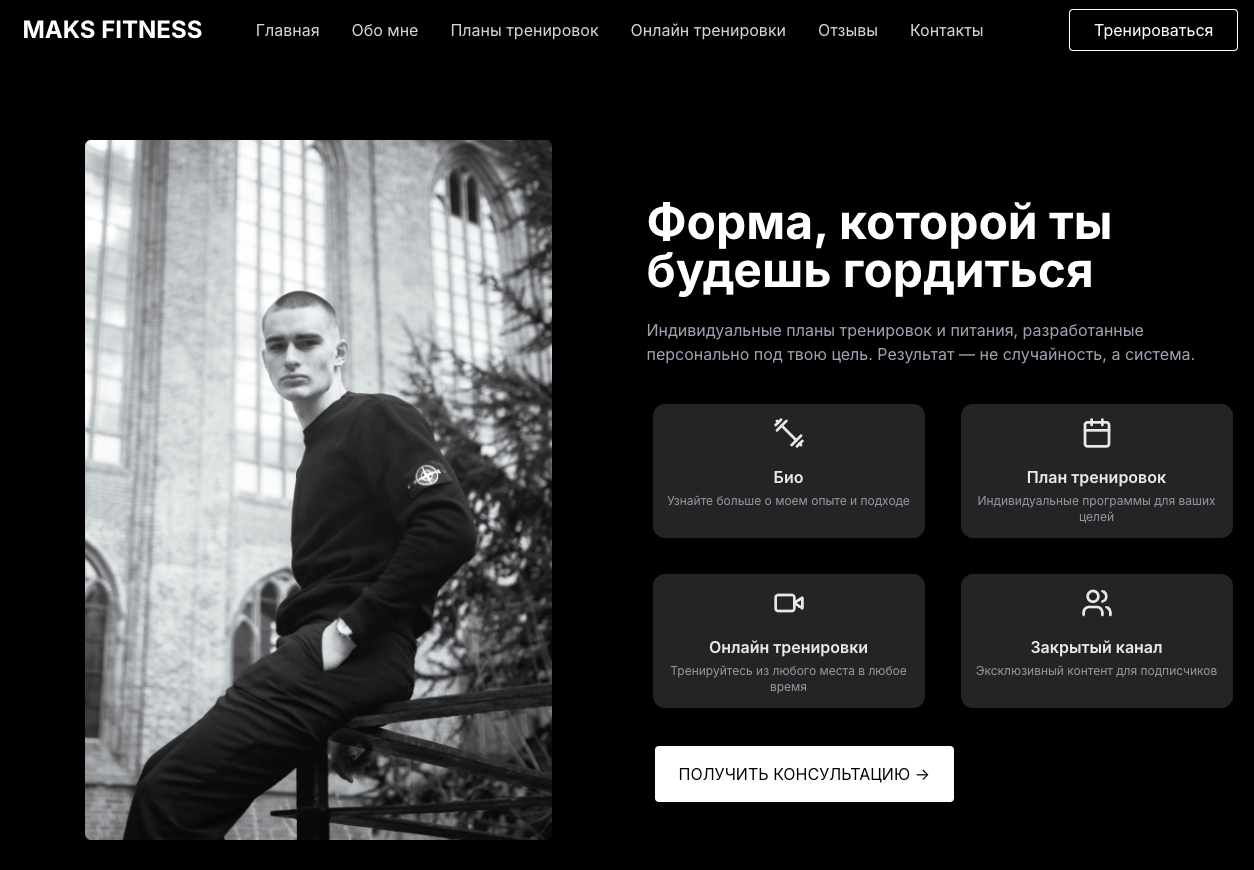 MAKS FITNESS
Главная
Обо мне
Планы тренировок
Онлайн тренировки
Отзывы
Контакты
Тренироваться
Форма, которой ты
будешь гордиться
Индивидуальные планы тренировок и питания, разработанные
персонально под твою цель. Результат — не случайность, а система.
Био
Узнайте больше о моем опыте и подходе
План тренировок
Индивидуальные программы для ваших
целей
Онлайн тренировки
Тренируйтесь из любого места в любое
время
Закрытый канал
Эксклюзивный контент для подписчиков
ПОЛУЧИТЬ КОНСУЛЬТАЦИЮ →